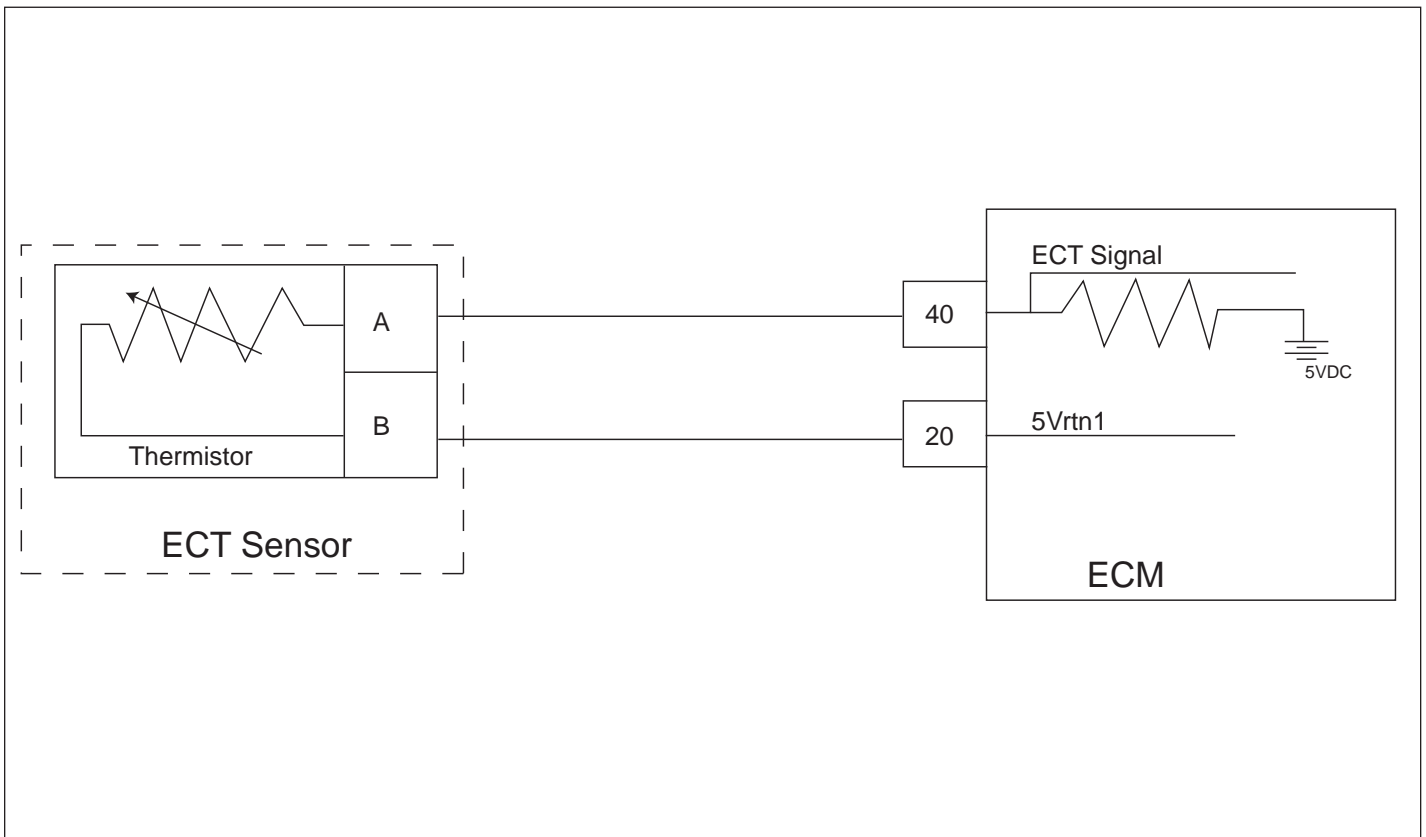 ECT Signal
A
40
5VDC
B
20
5Vrtn1
Thermistor
ECT Sensor
ECM